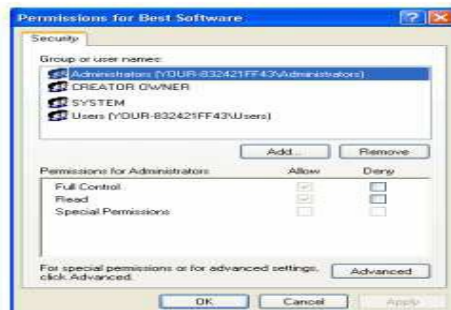 Permissions for Best Software
Security
Group or user names:
Administrators (YOUR-832421FF43\Administrators)
CREATOR OWNER
SYSTEM
Users (YOUR-832421FF43\Users)
Add... Remove
Permissions for Administrators Allow Deny
Full Control
Read
Special Permissions
For special permissions or for advanced settings, Advanced
click Advanced.
OK Cancel Apply